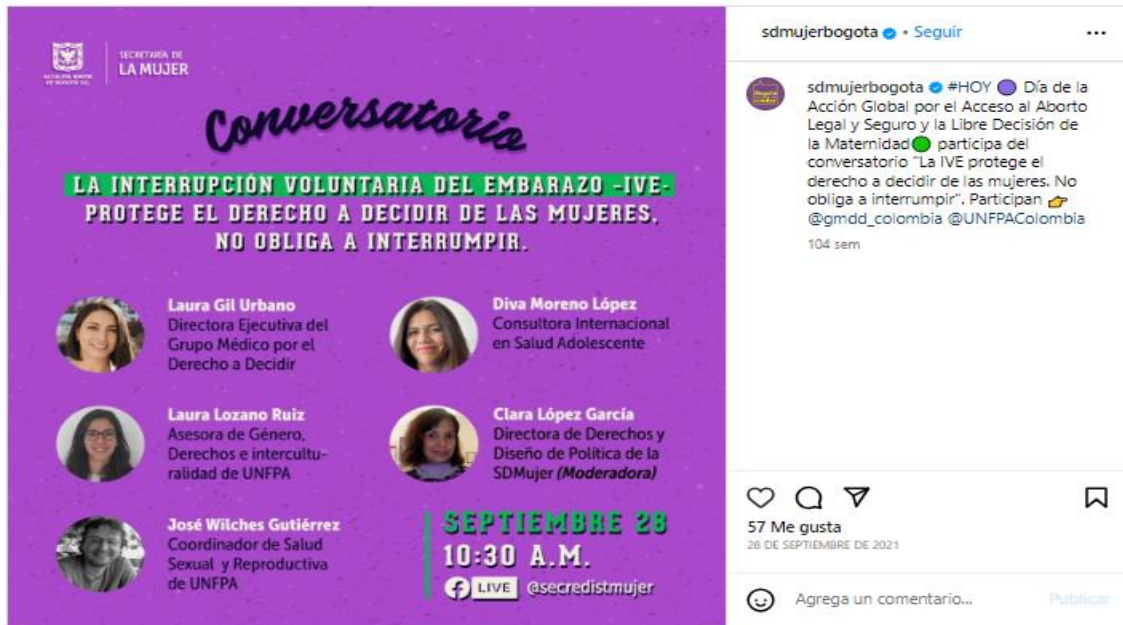 SECRETARÍA DE
LA MUJER
ALCALDÍA MAYOR
DE BOGOTÁ D.C.
Conversatorio
LA INTERRUPCIÓN VOLUNTARIA DEL EMBARAZO -IVE-
PROTEGE EL DERECHO A DECIDIR DE LAS MUJERES,
NO OBLIGA A INTERRUMPIR.
Laura Gil Urbano
Directora Ejecutiva del
Grupo Médico por el
Derecho a Decidir
Diva Moreno López
Consultora Internacional
en Salud Adolescente
Laura Lozano Ruiz
Asesora de Género,
Derechos e intercultu-
ralidad de UNFPA
Clara López García
Directora de Derechos y
Diseño de Política de la
SDMujer (Moderadora)
José Wilches Gutiérrez
Coordinador de Salud
Sexual y Reproductiva
de UNFPA
SEPTIEMBRE 28
10:30 A.M.
LIVE @secredistmujer
sdmujerbogota • Seguir
sdmujerbogota #HOY 🟣 Día de la
Acción Global por el Acceso al Aborto
Legal y Seguro y la Libre Decisión de
la Maternidad🟢 participa del
conversatorio "La IVE protege el
derecho a decidir de las mujeres. No
obliga a interrumpir". Participan 👉
@gmdd_colombia @UNFPAColombia
104 sem
57 Me gusta
28 DE SEPTIEMBRE DE 2021
Agrega un comentario...
Publicar